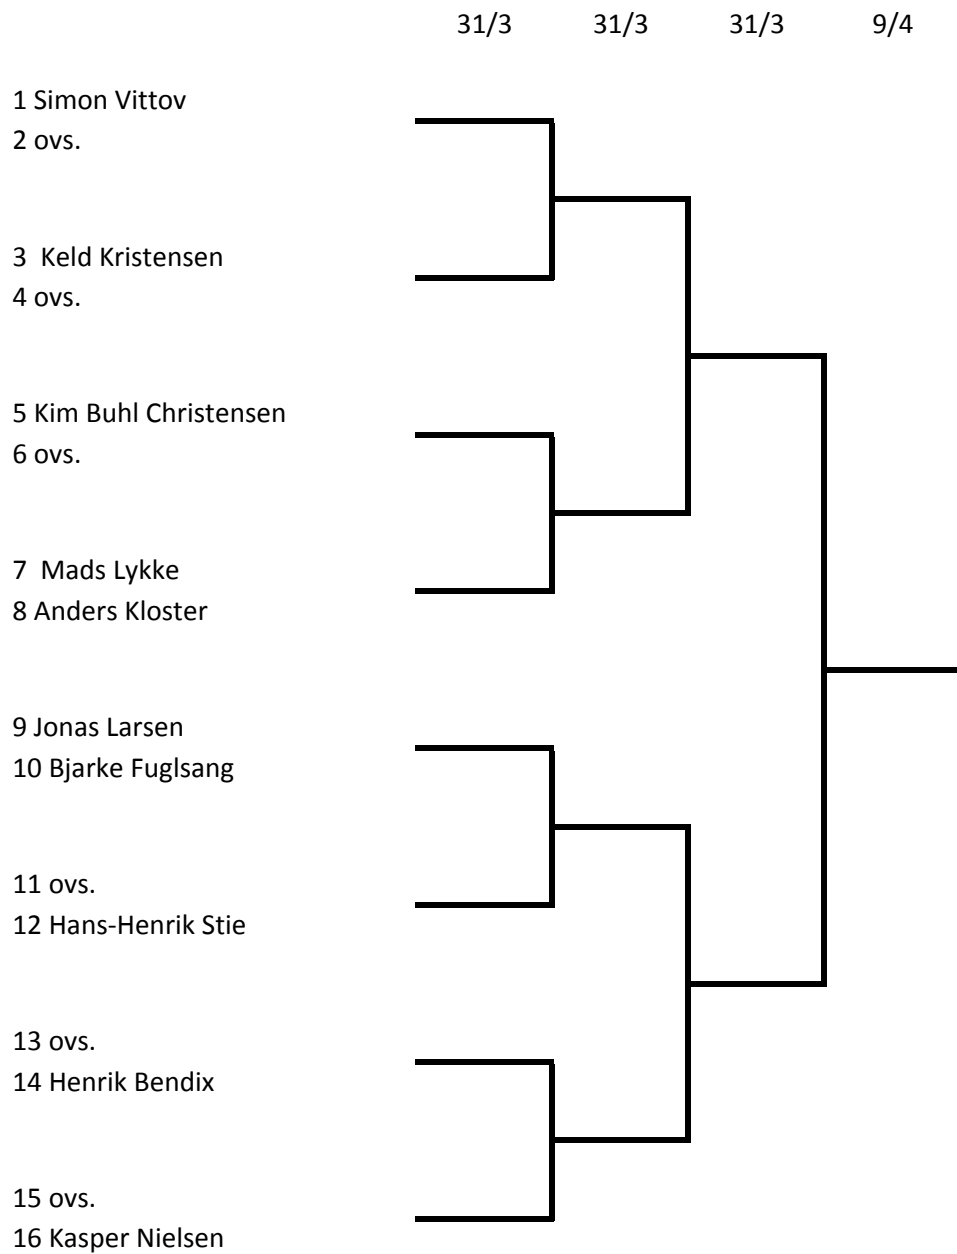 31/3 31/3 31/3 9/4
1 Simon Vittov
2 ovs.
3 Keld Kristensen
4 ovs.
5 Kim Buhl Christensen
6 ovs.
7 Mads Lykke
8 Anders Kloster
9 Jonas Larsen
10 Bjarke Fuglsang
11 ovs.
12 Hans-Henrik Stie
13 ovs.
14 Henrik Bendix
15 ovs.
16 Kasper Nielsen